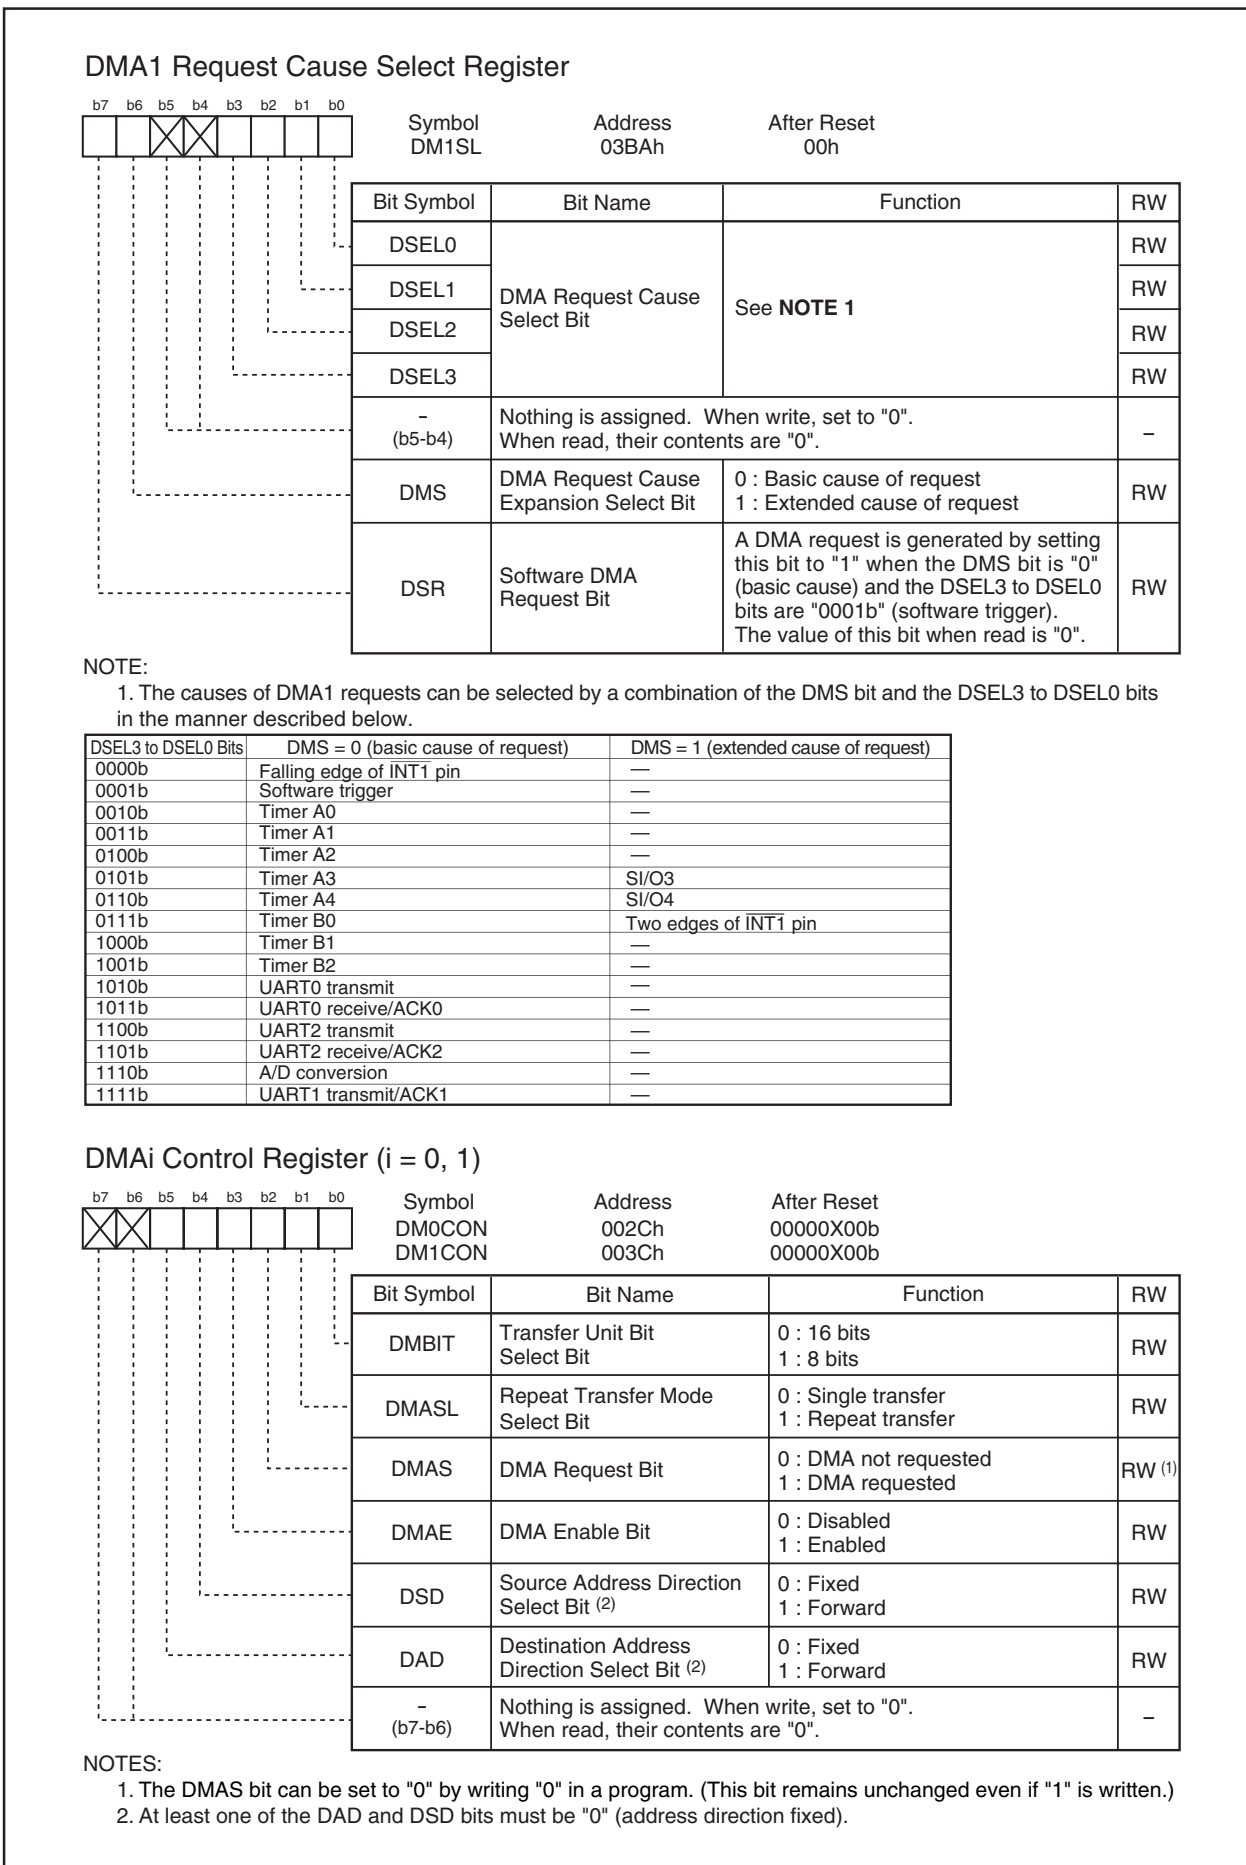 DMA1 Request Cause Select Register
b7 b6 b5 b4 b3 b2 b1 b0
Symbol Address After Reset
DM1SL 03BAh 00h
Bit Symbol Bit Name Function RW
DSEL0 RW
DSEL1 RW
DMA Request Cause
Select Bit
See NOTE 1
DSEL2 RW
DSEL3 RW
– (b5-b4) Nothing is assigned. When write, set to "0". –
When read, their contents are "0".
DMS DMA Request Cause 0 : Basic cause of request RW
Expansion Select Bit 1 : Extended cause of request
A DMA request is generated by setting
this bit to "1" when the DMS bit is "0"
DSR Software DMA (basic cause) and the DSEL3 to DSEL0 RW
Request Bit bits are "0001b" (software trigger).
The value of this bit when read is "0".
NOTE:
1. The causes of DMA1 requests can be selected by a combination of the DMS bit and the DSEL3 to DSEL0 bits
in the manner described below.
DSEL3 to DSEL0 Bits DMS = 0 (basic cause of request) DMS = 1 (extended cause of request)
0000b Falling edge of INT1 pin —
0001b Software trigger —
0010b Timer A0 —
0011b Timer A1 —
0100b Timer A2 —
0101b Timer A3 SI/O3
0110b Timer A4 SI/O4
0111b Timer B0 Two edges of INT1 pin
1000b Timer B1 —
1001b Timer B2 —
1010b UART0 transmit —
1011b UART0 receive/ACK0 —
1100b UART2 transmit —
1101b UART2 receive/ACK2 —
1110b A/D conversion —
1111b UART1 transmit/ACK1 —
DMAi Control Register (i = 0, 1)
b7 b6 b5 b4 b3 b2 b1 b0
Symbol Address After Reset
DM0CON 002Ch 00000X00b
DM1CON 003Ch 00000X00b
Bit Symbol Bit Name Function RW
DMBIT Transfer Unit Bit 0 : 16 bits RW
Select Bit 1 : 8 bits
DMASL Repeat Transfer Mode 0 : Single transfer RW
Select Bit 1 : Repeat transfer
DMAS DMA Request Bit 0 : DMA not requested RW (1)
1 : DMA requested
DMAE DMA Enable Bit 0 : Disabled RW
1 : Enabled
DSD Source Address Direction 0 : Fixed RW
Select Bit (2) 1 : Forward
DAD Destination Address 0 : Fixed RW
Direction Select Bit (2) 1 : Forward
– (b7-b6) Nothing is assigned. When write, set to "0". –
When read, their contents are "0".
NOTES:
1. The DMAS bit can be set to "0" by writing "0" in a program. (This bit remains unchanged even if "1" is written.)
2. At least one of the DAD and DSD bits must be "0" (address direction fixed).